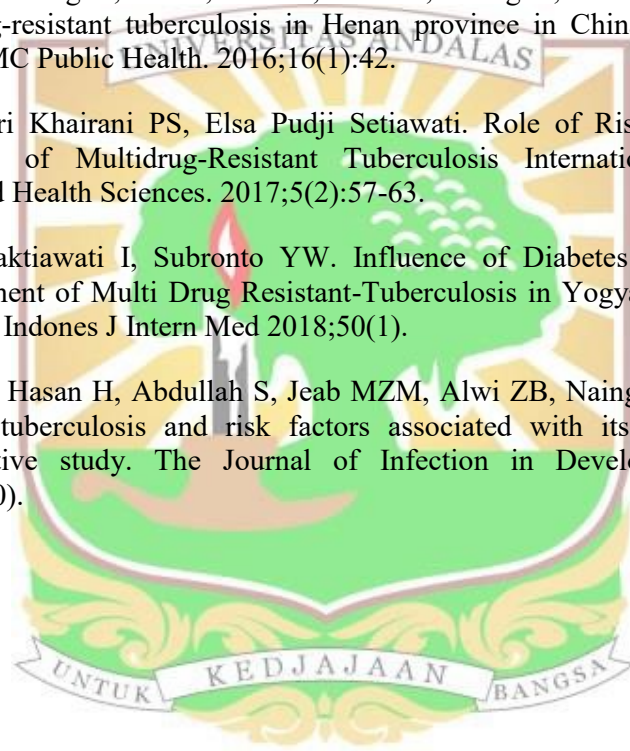 g-resistant tuberculosis in Henan province in Chin
UNIVERSITAS ANDALAS
MC Public Health. 2016;16(1):42.
ri Khairani PS, Elsa Pudji Setiawati. Role of Ris
of Multidrug-Resistant Tuberculosis Internatio
d Health Sciences. 2017;5(2):57-63.
aktiawati I, Subronto YW. Influence of Diabetes
nent of Multi Drug Resistant-Tuberculosis in Yogya
Indones J Intern Med 2018;50(1).
Hasan H, Abdullah S, Jeab MZM, Alwi ZB, Naing
tuberculosis and risk factors associated with its
tive study. The Journal of Infection in Develo
0).
UNTUK KEDJAJAAN BANGSA